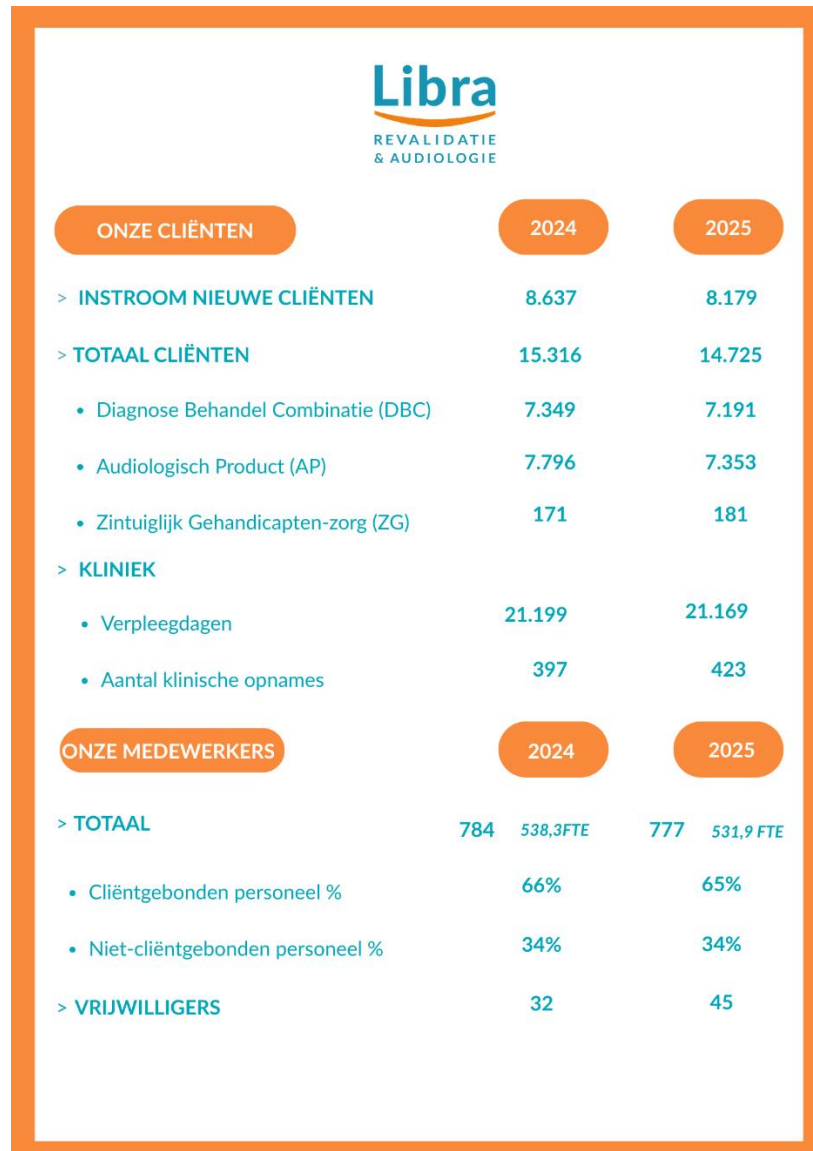 Libra
REVALIDATIE
& AUDIOLOGIE
ONZE CLIËNTEN 2024 2025
> INSTROOM NIEUWE CLIËNTEN 8.637 8.179
> TOTAAL CLIËNTEN 15.316 14.725
• Diagnose Behandel Combinatie (DBC) 7.349 7.191
• Audiologisch Product (AP) 7.796 7.353
• Zintuiglijk Gehandicapten-zorg (ZG) 171 181
> KLINIEK
• Verpleegdagen 21.199 21.169
• Aantal klinische opnames 397 423
ONZE MEDEWERKERS 2024 2025
> TOTAAL 784 538,3FTE 777 531,9 FTE
• Cliëntgebonden personeel % 66% 65%
• Niet-cliëntgebonden personeel % 34% 34%
> VRIJWILLIGERS 32 45